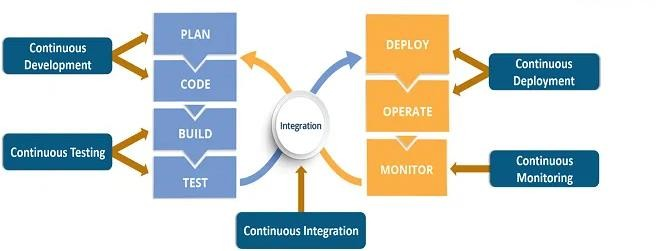 Continuous
Development
Continuous Testing
PLAN
CODE
BUILD
TEST
Integration
Continuous Integration
DEPLOY
OPERATE
MONITOR
Continuous
Deployment
Continuous
Monitoring